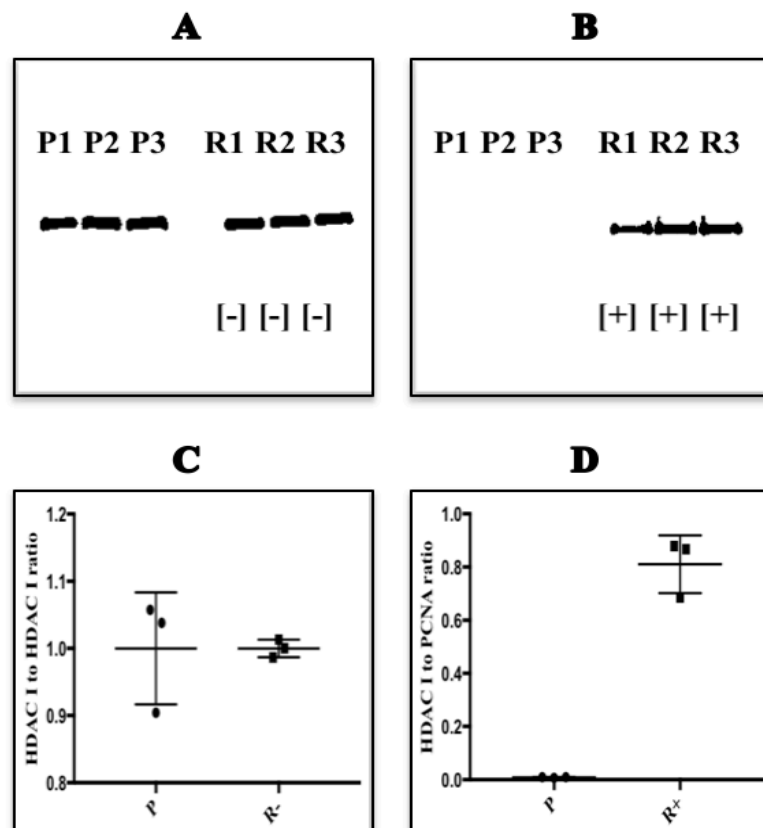 A
P1 P2 P3 R1 R2 R3
[-] [-] [-]
B
P1 P2 P3 R1 R2 R3
[+] [+] [+]
C
HDAC I to HDAC I ratio
1.2
1.1
1.0
0.9
0.8
P R-
D
HDAC I to PCNA ratio
1.0
0.8
0.6
0.4
0.2
0.0
P R+